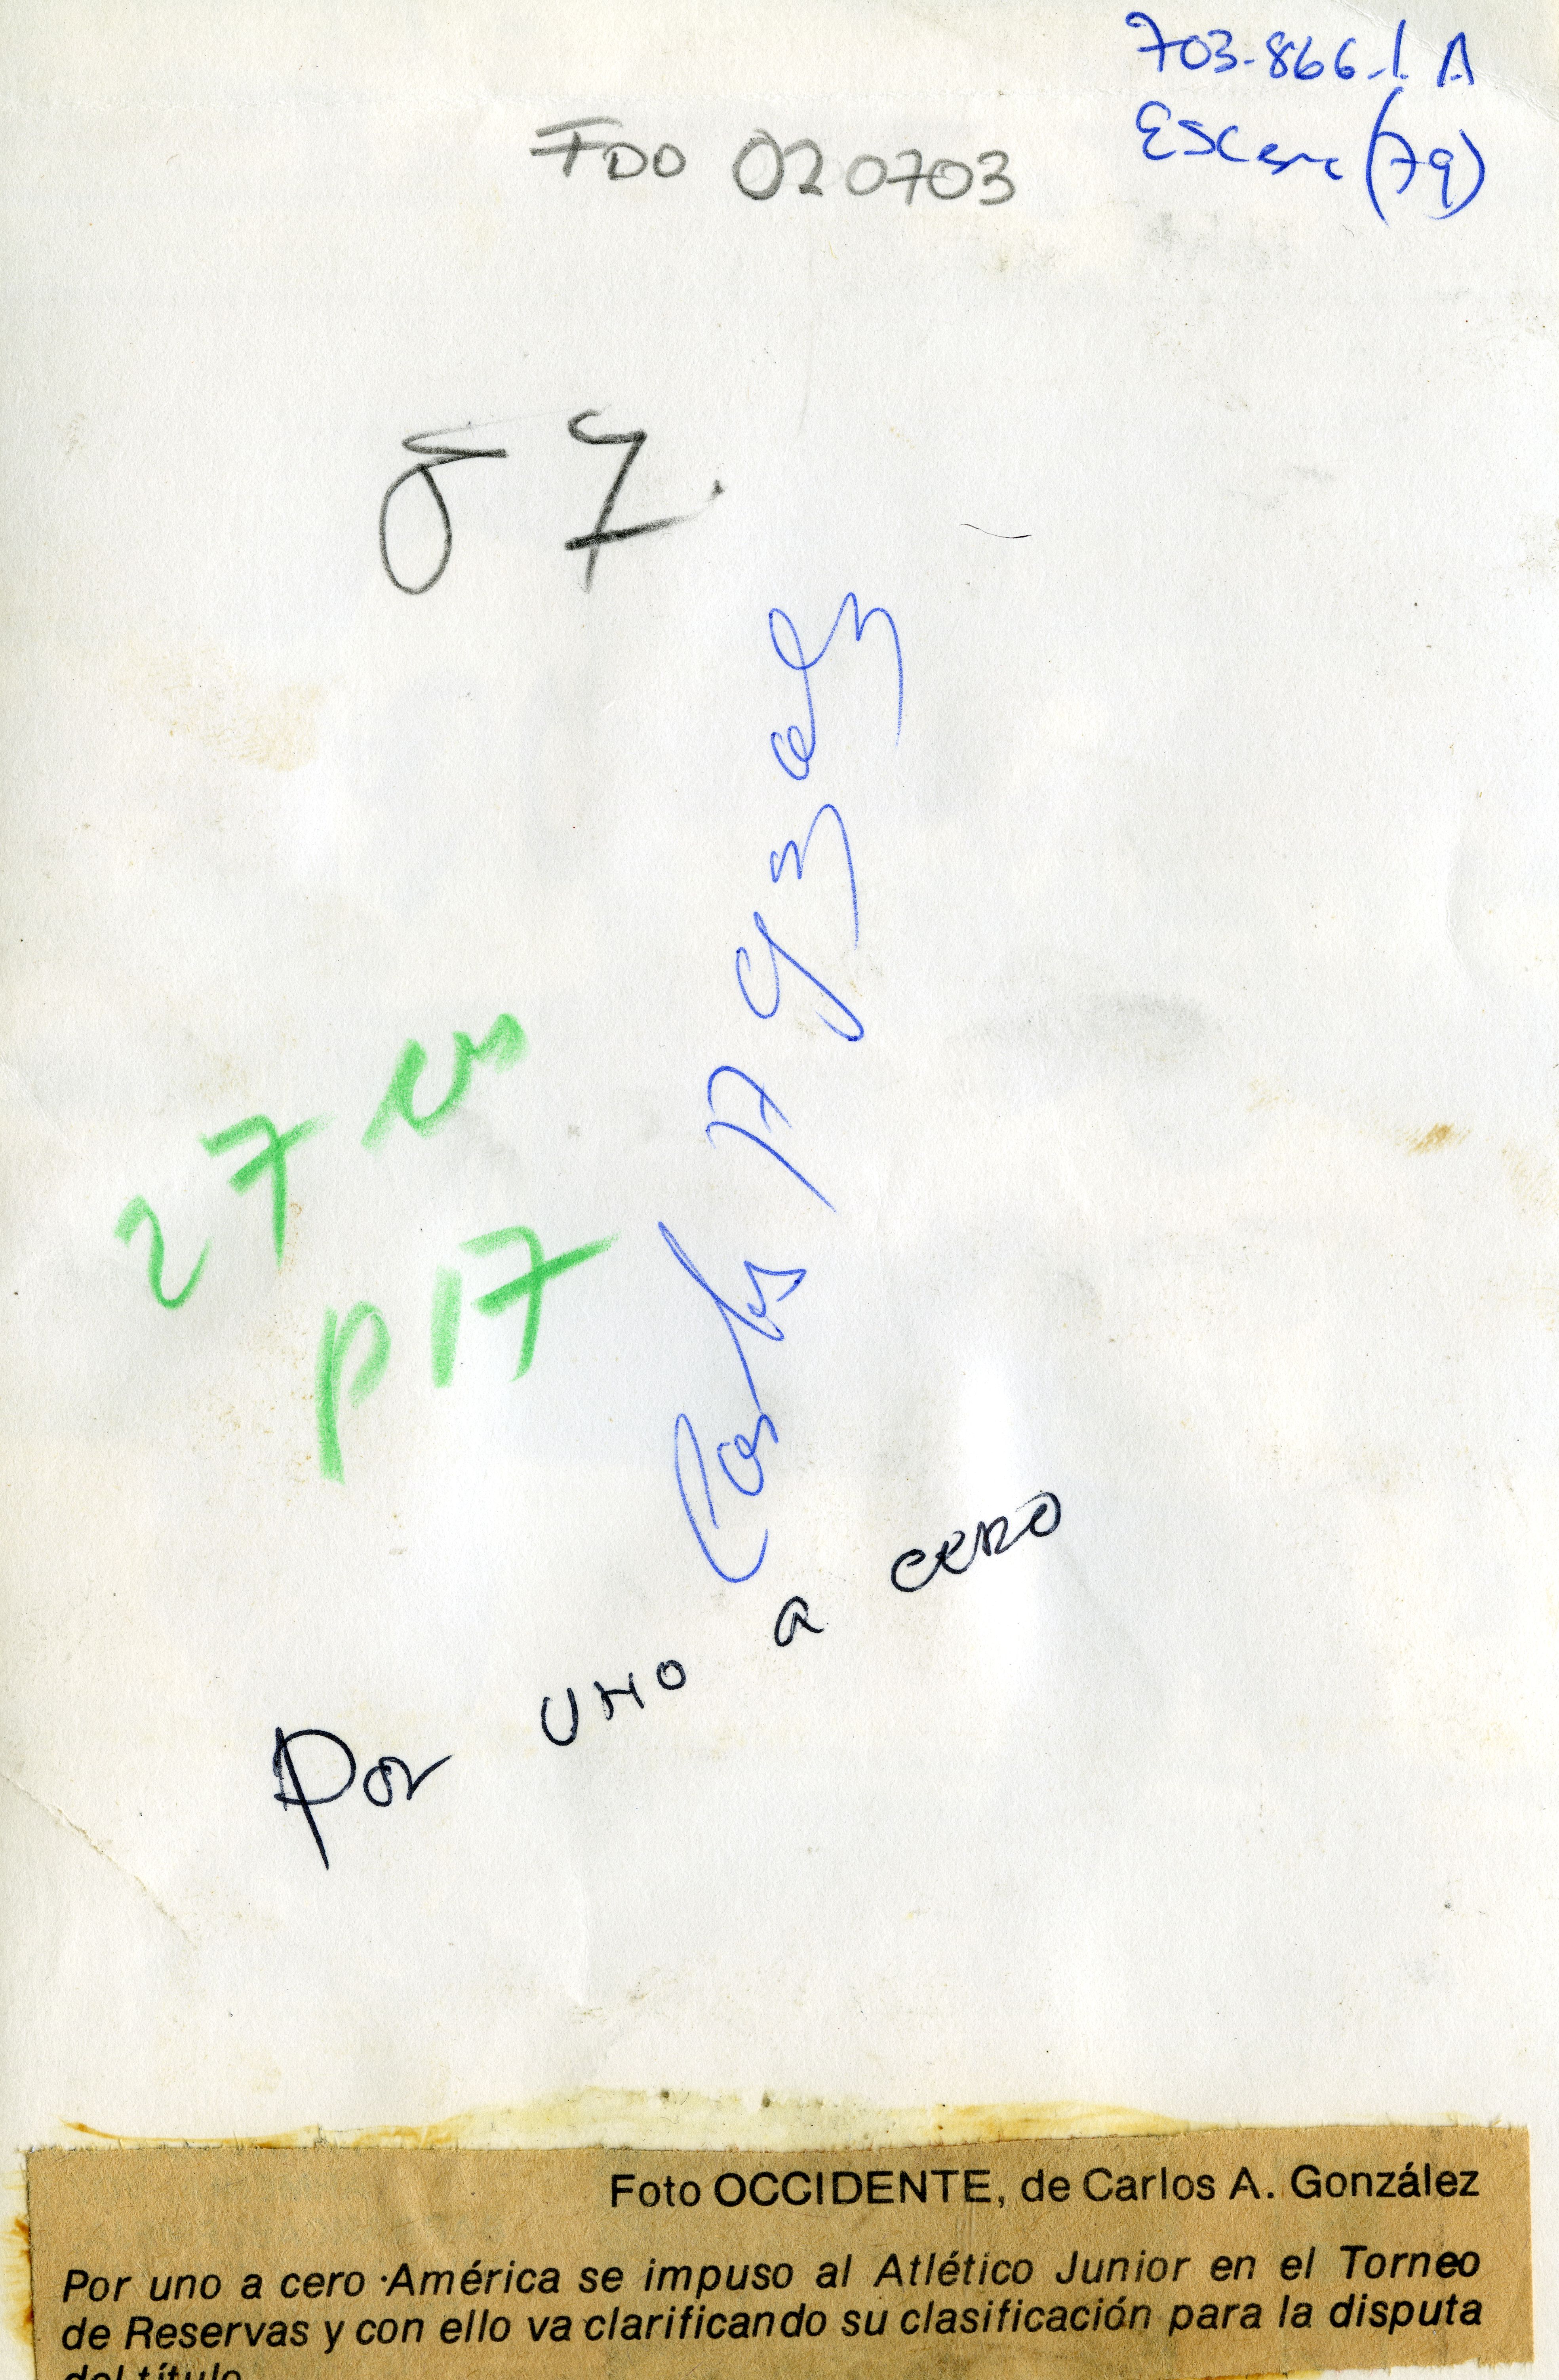 703-866-1 A
FDO 020703
Escena (79)
27
p17
Carlos A
Por uno a cero
Foto OCCIDENTE, de Carlos A. González
Por uno a cero América se impuso al Atlético Junior en el Torneo
de Reservas y con ello va clarificando su clasificación para la disputa
del título